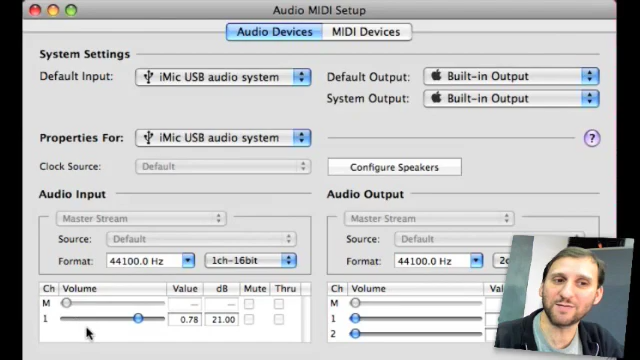 Audio MIDI Setup
Audio Devices MIDI Devices
System Settings
Default Input: iMic USB audio system Default Output: Built-in Output
System Output: Built-in Output
Properties For: iMic USB audio system ?
Clock Source: Default Configure Speakers
Audio Input Audio Output
Master Stream Master Stream
Source: Default Source: Default
Format: 44100.0 Hz 1ch-16bit Format: 44100.0 Hz
Ch Volume Value dB Mute Thru Ch Volume
M — — M
1 0.78 21.00 1
2